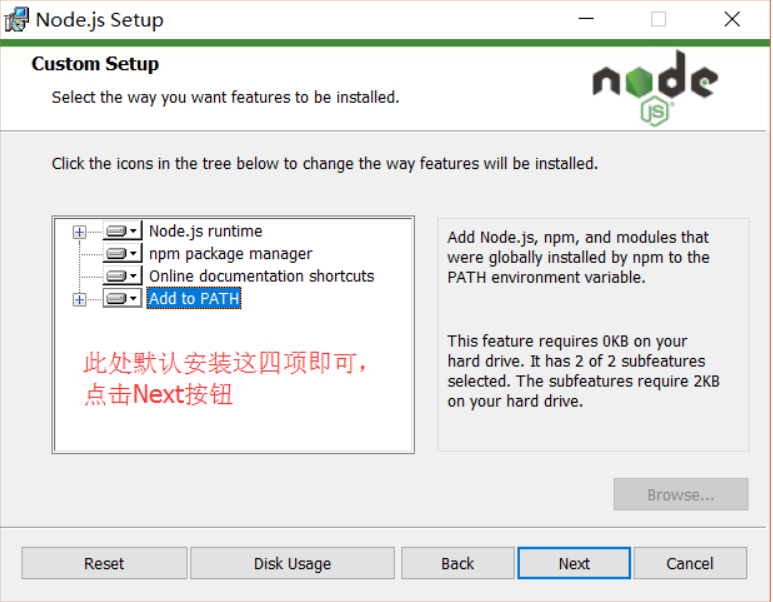 Node.js Setup
Custom Setup
Select the way you want features to be installed.
node
JS
Click the icons in the tree below to change the way features will be installed.
Node.js runtime
npm package manager
Online documentation shortcuts
Add to PATH
此处默认安装这四项即可，
点击Next按钮
Add Node.js, npm, and modules that
were globally installed by npm to the
PATH environment variable.
This feature requires 0KB on your
hard drive. It has 2 of 2 subfeatures
selected. The subfeatures require 2KB
on your hard drive.
Browse...
Reset
Disk Usage
Back
Next
Cancel